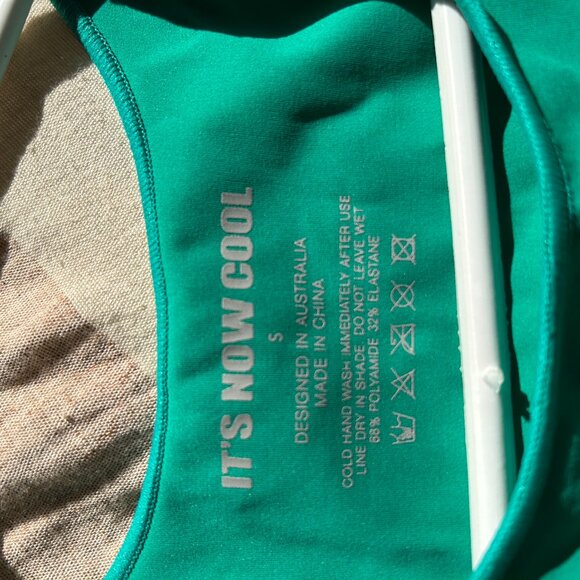 IT'S NOW COOL
S
DESIGNED IN AUSTRALIA
MADE IN CHINA
COLD HAND WASH IMMEDIATELY AFTER USE
LINE DRY IN SHADE, DO NOT LEAVE WET
68% POLYAMIDE 32% ELASTANE